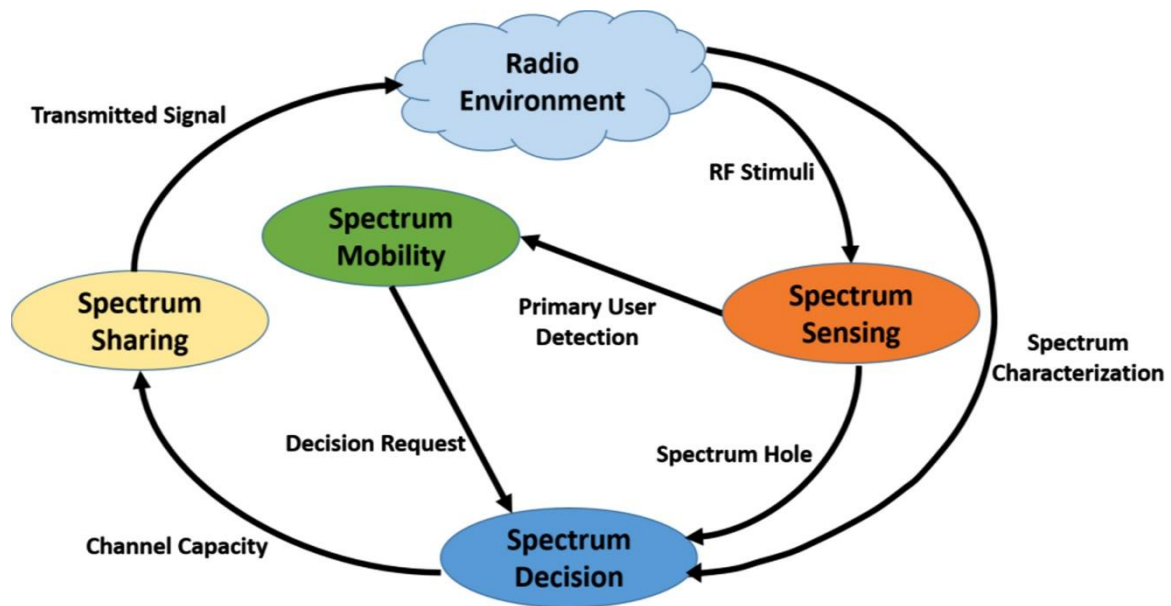 Radio
Environment
Transmitted Signal
RF Stimuli
Spectrum
Mobility
Spectrum
Sharing
Primary User
Detection
Spectrum
Sensing
Spectrum
Characterization
Decision Request
Spectrum Hole
Channel Capacity
Spectrum
Decision